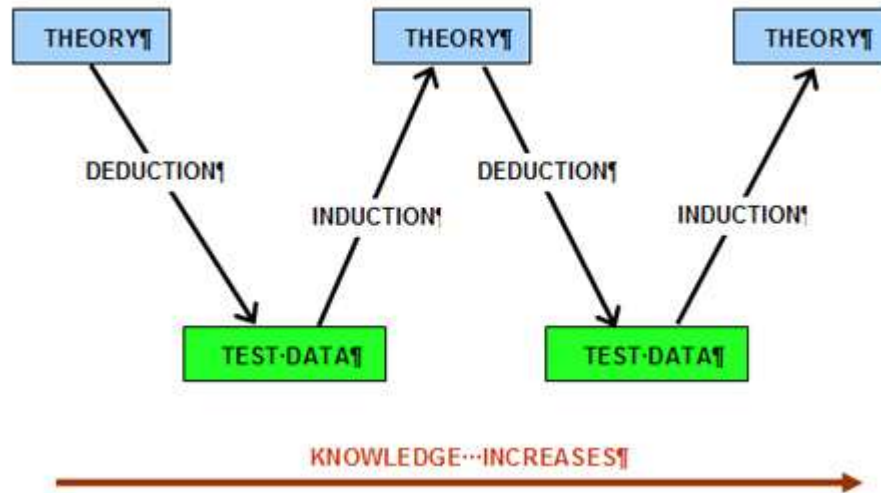 THEORY¶ THEORY¶ THEORY¶
DEDUCTION¶ DEDUCTION¶
INDUCTION¶ INDUCTION¶
TEST·DATA¶ TEST·DATA¶
KNOWLEDGE···INCREASES¶